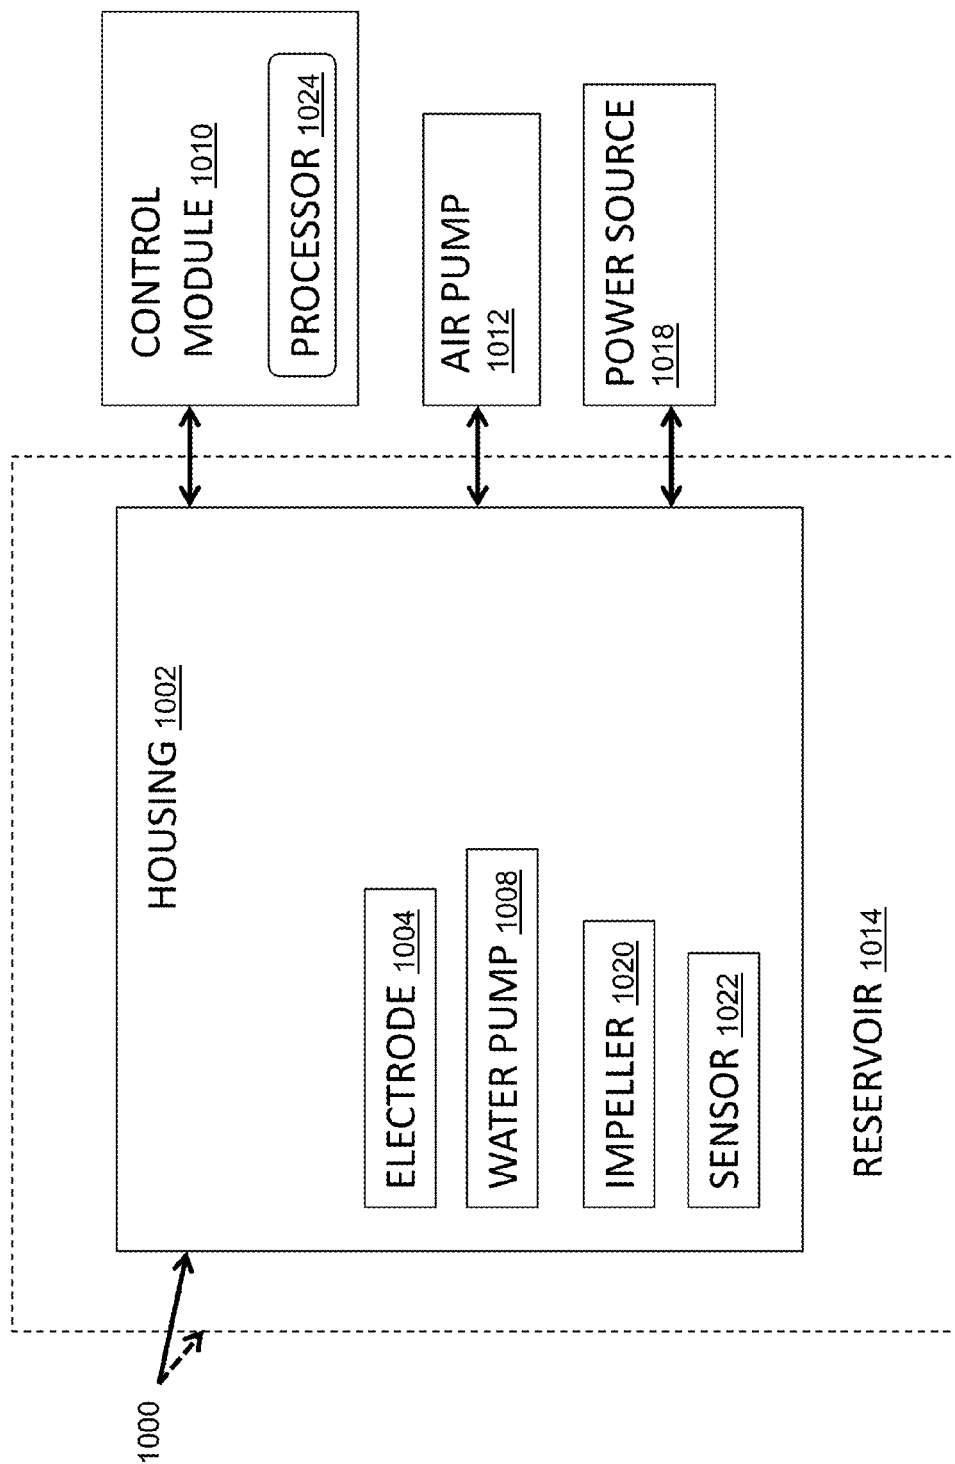 1000
HOUSING 1002
ELECTRODE 1004
WATER PUMP 1008
IMPELLER 1020
SENSOR 1022
RESERVOIR 1014
CONTROL
MODULE 1010
PROCESSOR 1024
AIR PUMP
1012
POWER SOURCE
1018